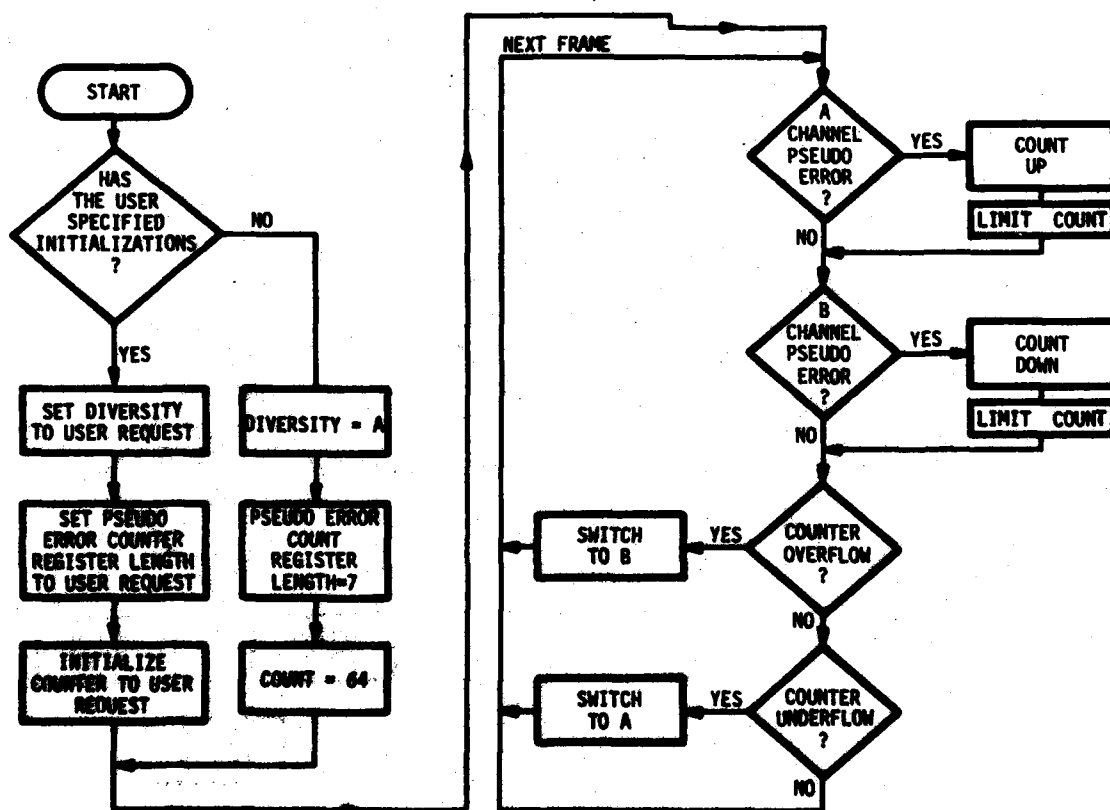 START
HAS
THE USER
SPECIFIED
INITIALIZATIONS
?
NO
YES
SET DIVERSITY
TO USER REQUEST
DIVERSITY = A
SET PSEUDO
ERROR COUNTER
REGISTER LENGTH
TO USER REQUEST
PSEUDO ERROR
COUNT
REGISTER
LENGTH=7
INITIALIZE
COUNTER TO USER
REQUEST
COUNT = 64
NEXT FRAME
A
CHANNEL
PSEUDO
ERROR
?
YES
COUNT
UP
LIMIT COUNT
NO
B
CHANNEL
PSEUDO
ERROR
?
YES
COUNT
DOWN
LIMIT COUNT
NO
COUNTER
OVERFLOW
?
YES
SWITCH
TO B
NO
COUNTER
UNDERFLOW
?
YES
SWITCH
TO A
NO